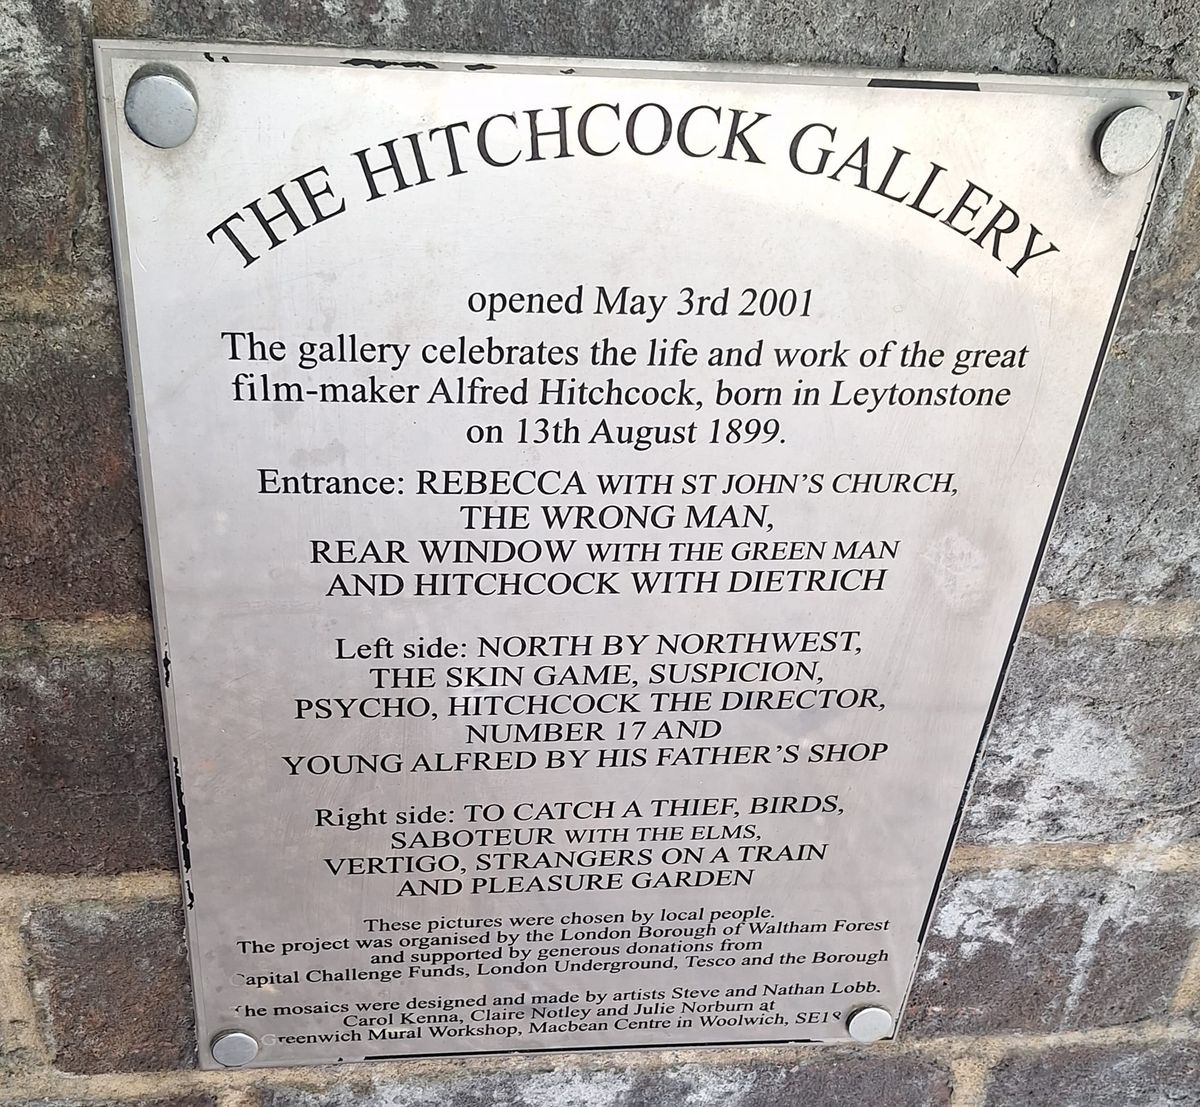 THE HITCHCOCK GALLERY
opened May 3rd 2001
The gallery celebrates the life and work of the great
film-maker Alfred Hitchcock, born in Leytonstone
on 13th August 1899.
Entrance: REBECCA WITH ST JOHN'S CHURCH,
THE WRONG MAN,
REAR WINDOW WITH THE GREEN MAN
AND HITCHCOCK WITH DIETRICH
Left side: NORTH BY NORTHWEST,
THE SKIN GAME, SUSPICION,
PSYCHO, HITCHCOCK THE DIRECTOR,
NUMBER 17 AND
YOUNG ALFRED BY HIS FATHER'S SHOP
Right side: TO CATCH A THIEF, BIRDS,
SABOTEUR WITH THE ELMS,
VERTIGO, STRANGERS ON A TRAIN
AND PLEASURE GARDEN
These pictures were chosen by local people.
The project was organised by the London Borough of Waltham Forest
and supported by generous donations from
Capital Challenge Funds, London Underground, Tesco and the Borough
The mosaics were designed and made by artists Steve and Nathan Lobb.
Carol Kenna, Claire Notley and Julie Norburn at
Greenwich Mural Workshop, Macbean Centre in Woolwich, SE18